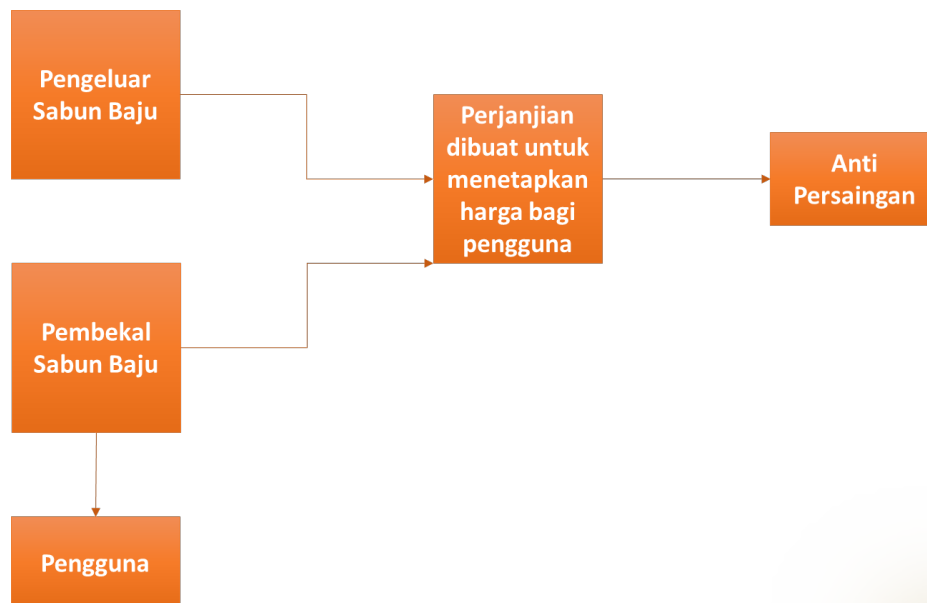 Pengeluar
Sabun Baju
Perjanjian
dibuat untuk
menetapkan
harga bagi
pengguna
Anti
Persaingan
Pembekal
Sabun Baju
Pengguna